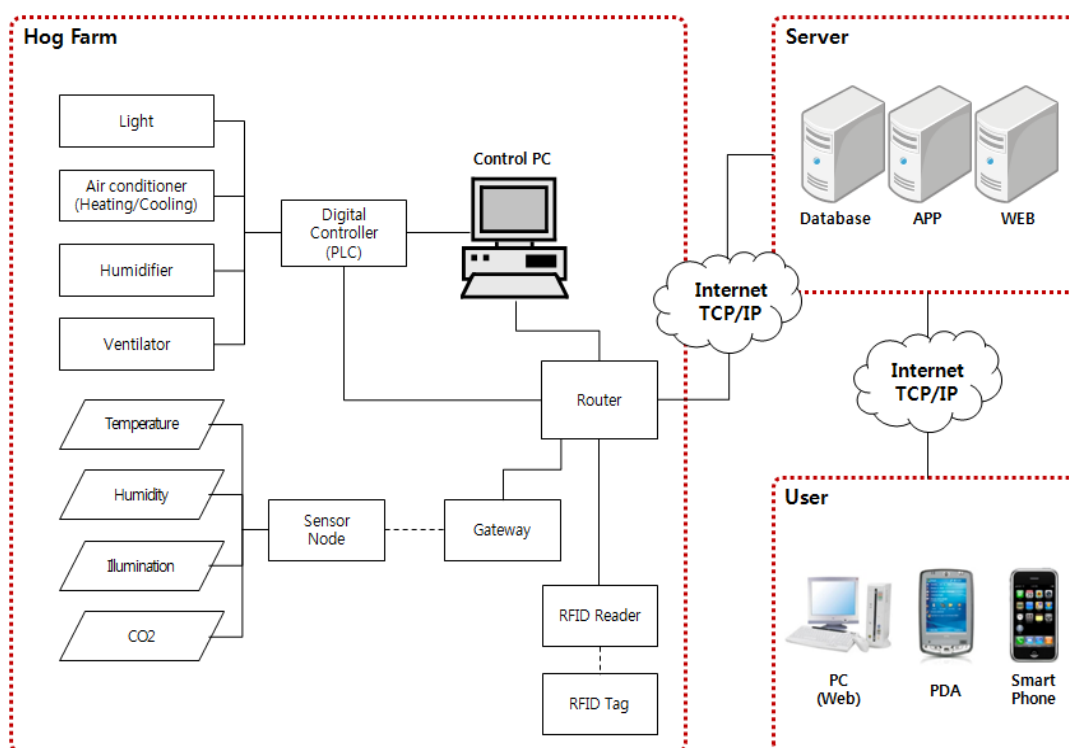 Hog Farm
Light
Air conditioner
(Heating/Cooling)
Humidifier
Ventilator
Digital
Controller
(PLC)
Control PC
Temperature
Humidity
Illumination
CO2
Sensor
Node
Gateway
Router
RFID Reader
RFID Tag
Internet
TCP/IP
Server
Database
APP
WEB
Internet
TCP/IP
User
PC
(Web)
PDA
Smart
Phone